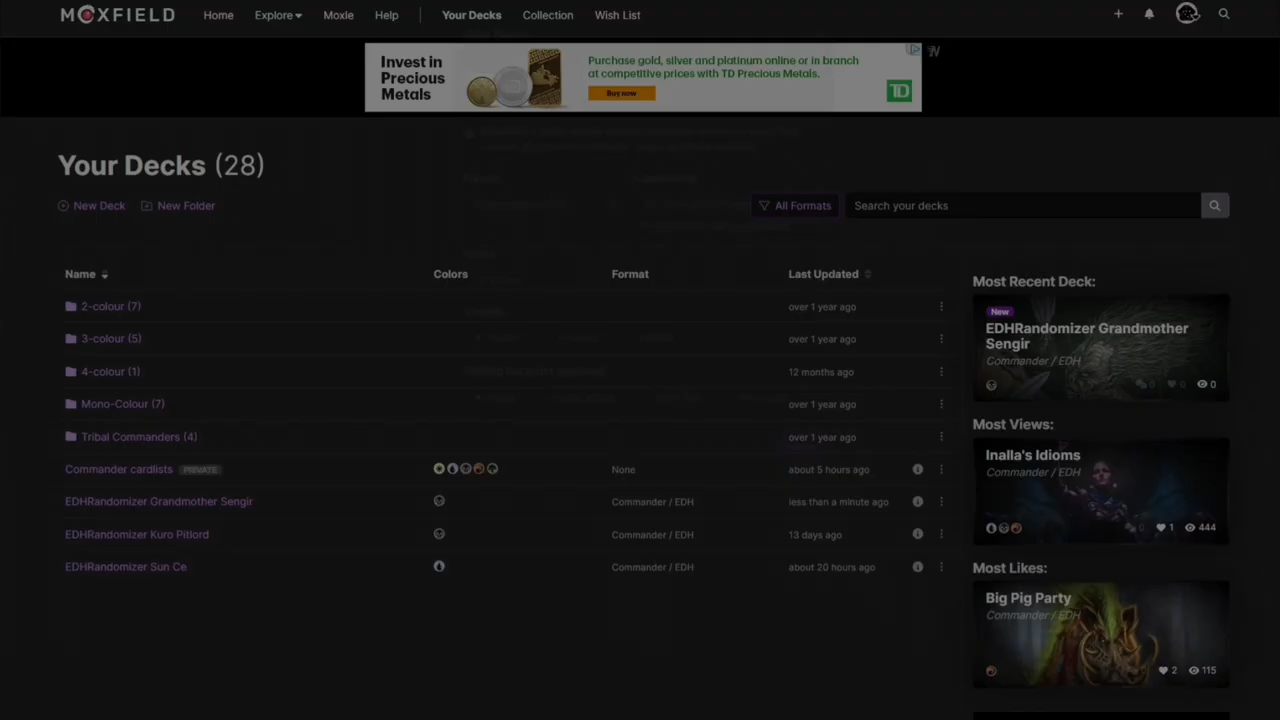 MOXFIELD Home Explore Moxie Help Your Decks Collection Wish List
Invest in
Precious
Metals
Purchase gold, silver and platinum online or in branch
at competitive prices with TD Precious Metals.
Buy now
TD
Your Decks (28)
New Deck New Folder
All Formats Search your decks
Name Colors Format Last Updated
2-colour (7) over 1 year ago
3-colour (5) over 1 year ago
4-colour (1) 12 months ago
Mono-Colour (7) over 1 year ago
Tribal Commanders (4) over 1 year ago
Commander cardlists PRIVATE None about 5 hours ago
EDHRandomizer Grandmother Sengir Commander / EDH less than a minute ago
EDHRandomizer Kuro Pitlord Commander / EDH 13 days ago
EDHRandomizer Sun Ce Commander / EDH about 20 hours ago
Most Recent Deck:
New
EDHRandomizer Grandmother
Sengir
Commander / EDH
0 0 0
Most Views:
Inalla's Idioms
Commander / EDH
0 1 444
Most Likes:
Big Pig Party
Commander / EDH
2 115